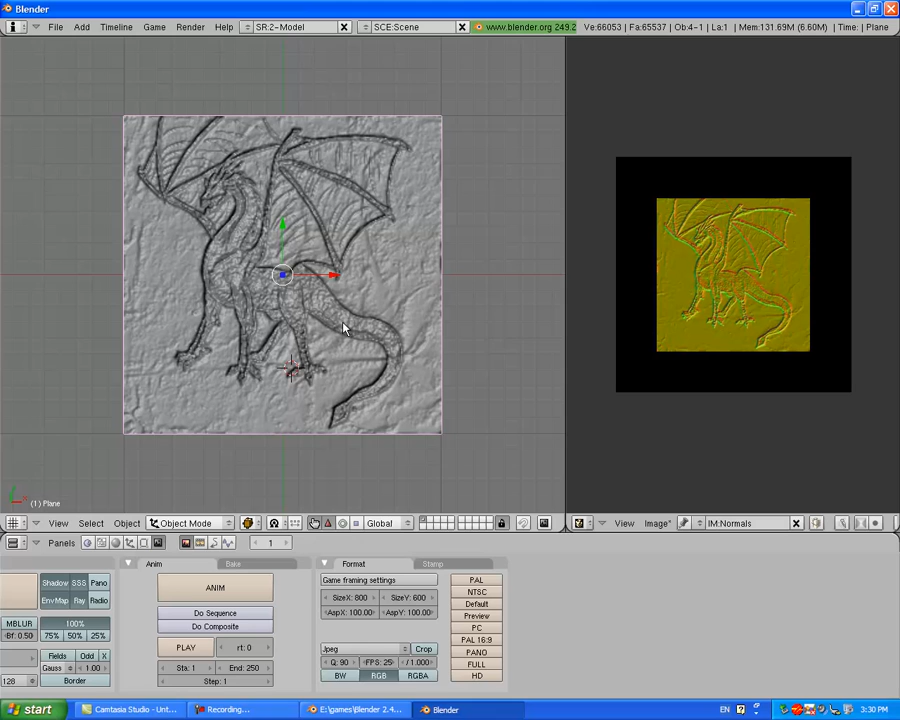 Blender
File Add Timeline Game Render Help SR:2-Model SCE:Scene www.blender.org 249.2 Ve:66053 | Fa:65537 | Ob:4-1 | La:1 | Mem:131.69M (6.60M) | Time: | Plane
(1) Plane
View Select Object Object Mode Global View Image* IM:Normals
Panels 1
Anim Bake Format Stamp
Shadow SSS Pano ANIM Game framing settings PAL
EnvMap Ray Radio NTSC
SizeX: 800 SizeY: 600 Default
Do Sequence AspX: 100.00 AspY: 100.00 Preview
MBLUR 100% Do Composite PC
Bf: 0.50 75% 50% 25% PAL 16:9
PLAY rt: 0 Jpeg Crop PANO
Fields Odd X Q: 90 FPS: 25 / 1.000 FULL
Gauss 1.00 Sta: 1 End: 250 BW RGB RGBA HD
128 Border Step: 1
start Camtasia Studio - Unt... Recording... E:\games\Blender 2.4... Blender EN 3:30 PM